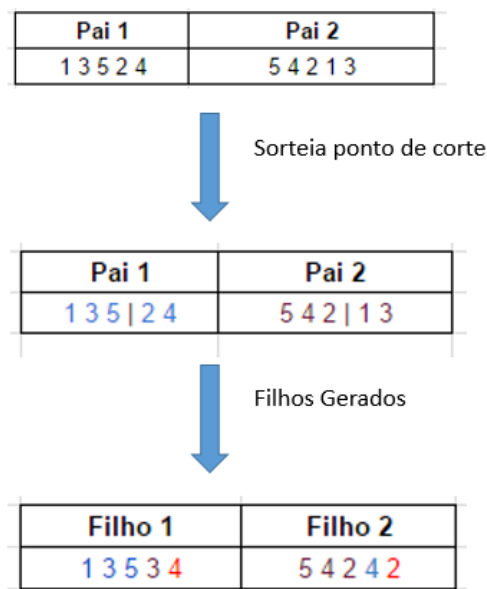 Pai 1 Pai 2
1 3 5 2 4 5 4 2 1 3
Sorteia ponto de corte
Pai 1 Pai 2
1 3 5 | 2 4 5 4 2 | 1 3
Filhos Gerados
Filho 1 Filho 2
1 3 5 3 4 5 4 2 4 2